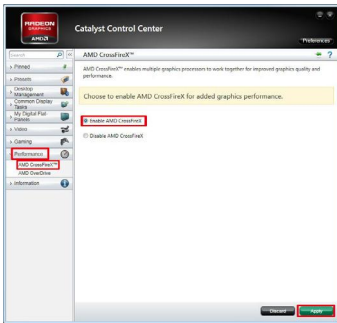 RADEON
GRAPHICS
AMD
Catalyst Control Center
Preferences
Search
Pinned
Presets
Desktop
Management
Common Display
Tasks
My Digital Flat-
Panels
Video
Gaming
Performance
AMD CrossFireX™
AMD OverDrive
Information
AMD CrossFireX™
AMD CrossFireX™ enables multiple graphics processors to work together for improved graphics quality and
performance.
Choose to enable AMD CrossFireX for added graphics performance.
Enable AMD CrossFireX
Disable AMD CrossFireX
Discard
Apply